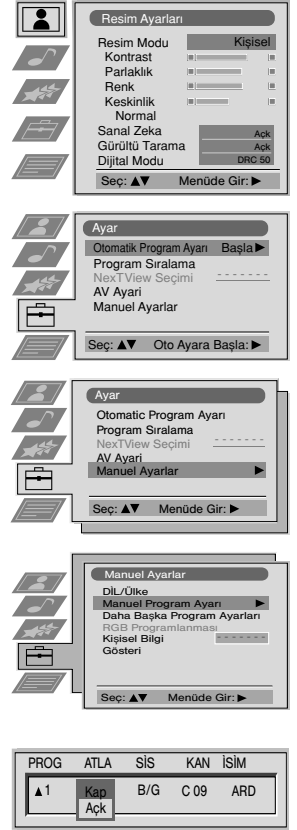 Resim Ayarları
Resim Modu Kişisel
Kontrast
Parlaklık
Renk
Keskinlik
Normal
Sanal Zeka Açk
Gürültü Tarama Açk
Dijital Modu DRC 50
Seç: ▲▼ Menüde Gir: ►
Ayar
Otomatik Program Ayarı Başla ►
Program Sıralama
NexTView Seçimi - - - - - - -
AV Ayari
Manuel Ayarlar
Seç: ▲▼ Oto Ayara Başla: ►
Ayar
Otomatic Program Ayarı
Program Sıralama
NexTView Seçimi - - - - - - -
AV Ayari
Manuel Ayarlar ►
Seç: ▲▼ Menüde Gir: ►
Manuel Ayarlar
DİL/Ülke
Manuel Program Ayarı ►
Daha Başka Program Ayarları
RGB Programlanması
Kişisel Bilgi - - - - - - -
Gösteri
Seç: ▲▼ Menüde Gir: ►
PROG ATLA SİS KAN İSİM
▲1 Kap B/G C 09 ARD
Açk